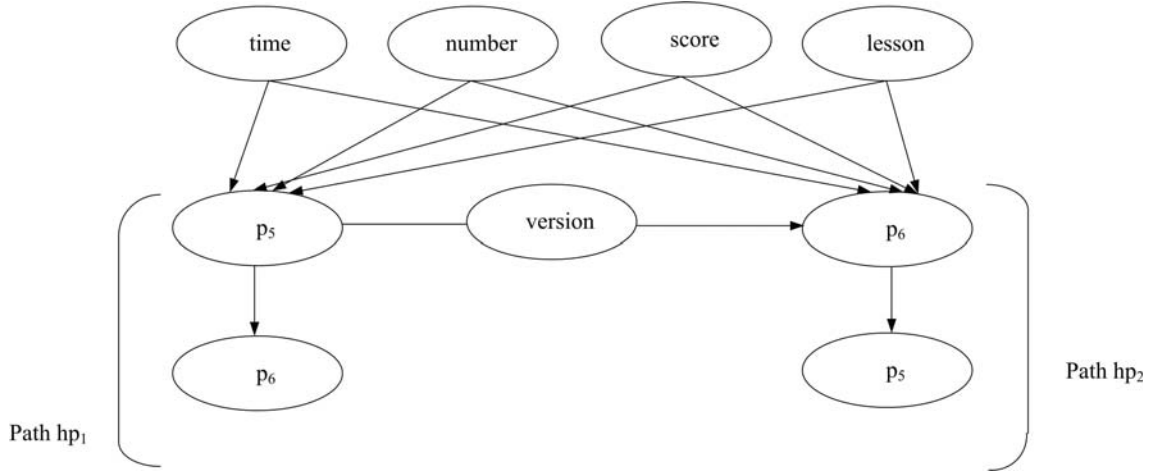 time
number
score
lesson
p₅
version
p₆
p₆
p₅
Path hp₂
Path hp₁